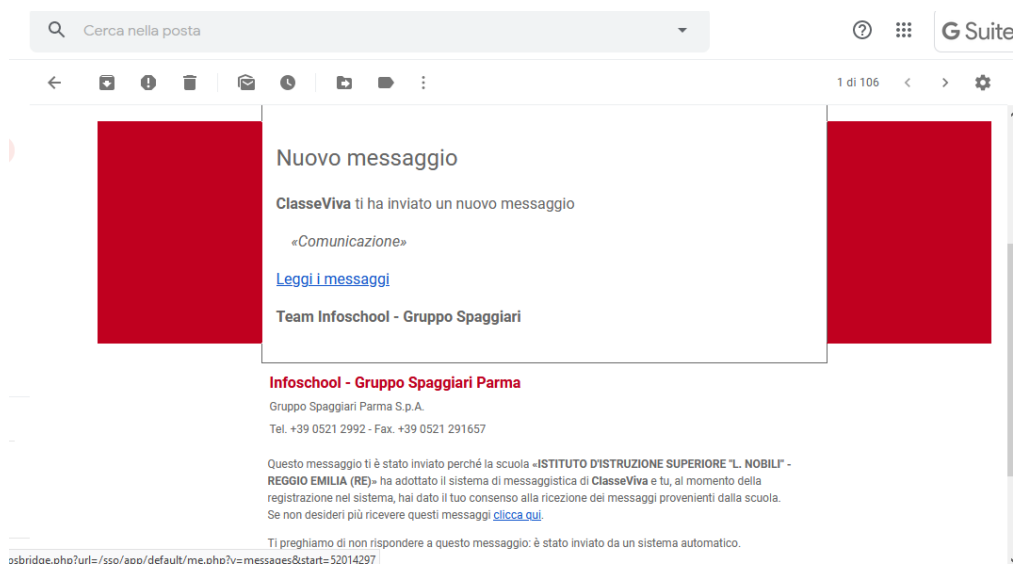 Cerca nella posta
G Suite
1 di 106
Nuovo messaggio
ClasseViva ti ha inviato un nuovo messaggio
«Comunicazione»
Leggi i messaggi
Team Infoschool - Gruppo Spaggiari
Infoschool - Gruppo Spaggiari Parma
Gruppo Spaggiari Parma S.p.A.
Tel. +39 0521 2992 - Fax. +39 0521 291657
Questo messaggio ti è stato inviato perché la scuola «ISTITUTO D'ISTRUZIONE SUPERIORE "L. NOBILI" -
REGGIO EMILIA (RE)» ha adottato il sistema di messaggistica di ClasseViva e tu, al momento della
registrazione nel sistema, hai dato il tuo consenso alla ricezione dei messaggi provenienti dalla scuola.
Se non desideri più ricevere questi messaggi clicca qui.
Ti preghiamo di non rispondere a questo messaggio: è stato inviato da un sistema automatico.
osbridge.php?url=/sso/app/default/me.php?v=messages&start=52014297